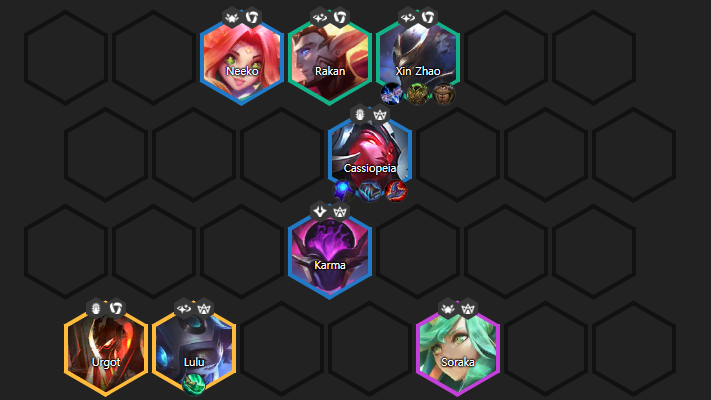 Neeko
Rakan
Xin Zhao
Cassiopeia
Karma
Urgot
Lulu
Soraka